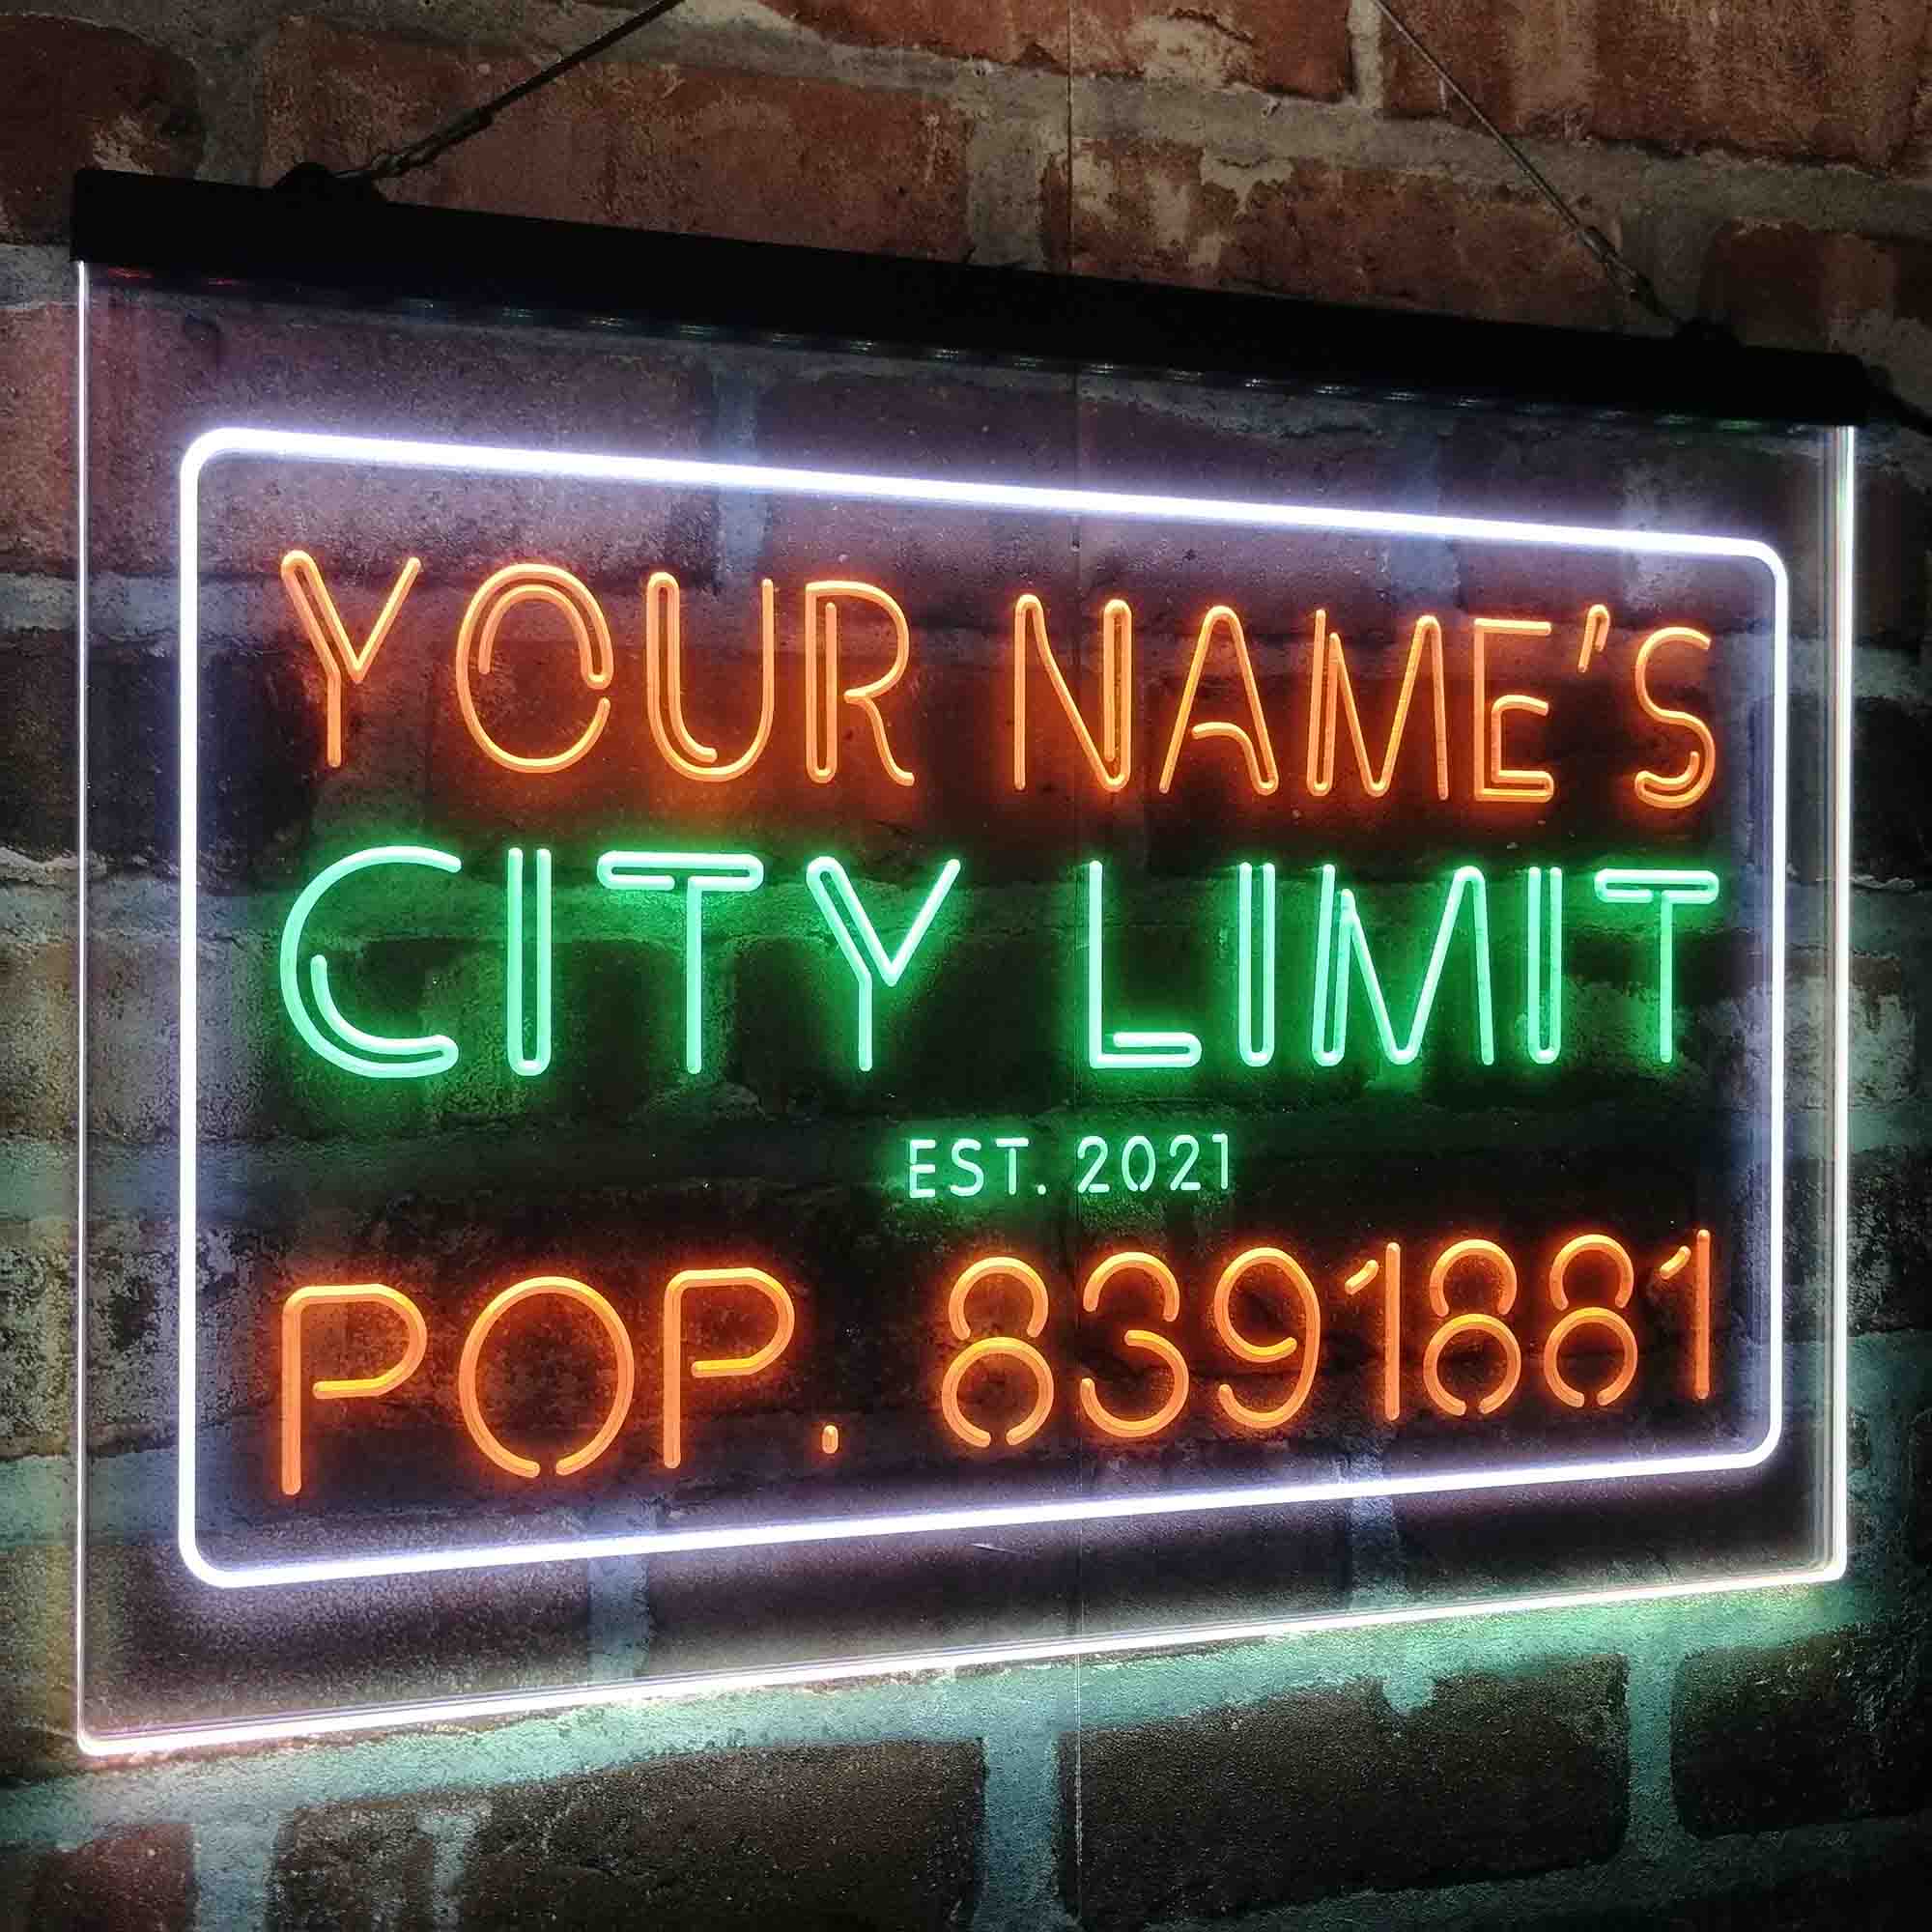 YOUR NAME'S
CITY LIMIT
EST. 2021
POP. 8391881